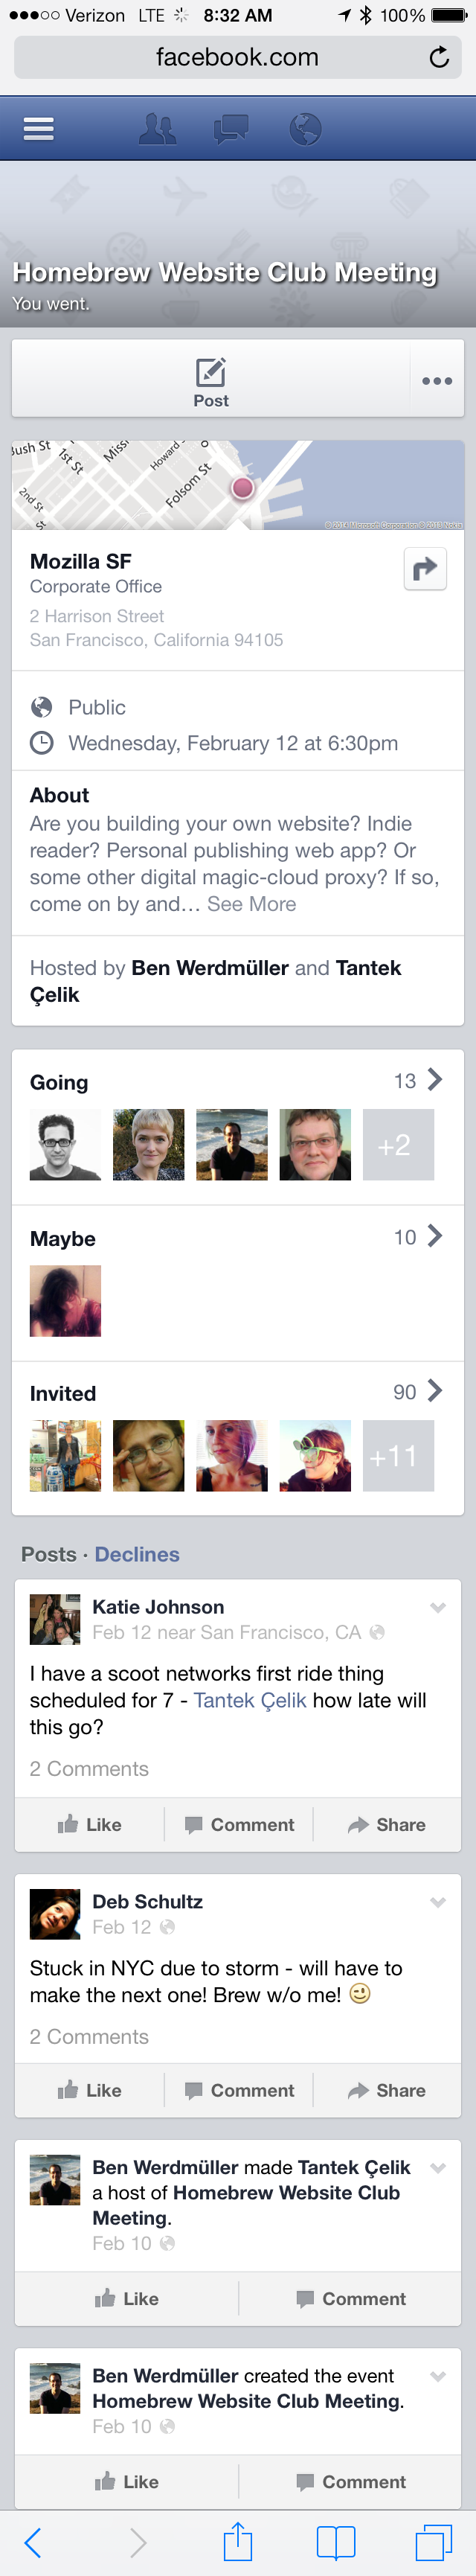 Verizon LTE 8:32 AM 100%
facebook.com
Homebrew Website Club Meeting
You went.
Post
Bush St
1st St
Missi
Howard S
Folsom St
2nd St
St
© 2014 Microsoft Corporation © 2013 Nokia
Mozilla SF
Corporate Office
2 Harrison Street
San Francisco, California 94105
Public
Wednesday, February 12 at 6:30pm
About
Are you building your own website? Indie
reader? Personal publishing web app? Or
some other digital magic-cloud proxy? If so,
come on by and… See More
Hosted by Ben Werdmüller and Tantek
Çelik
Going 13
+2
Maybe 10
Invited 90
+11
Posts · Declines
Katie Johnson
Feb 12 near San Francisco, CA
I have a scoot networks first ride thing
scheduled for 7 - Tantek Çelik how late will
this go?
2 Comments
Like Comment Share
Deb Schultz
Feb 12
Stuck in NYC due to storm - will have to
make the next one! Brew w/o me! 😉
2 Comments
Like Comment Share
Ben Werdmüller made Tantek Çelik
a host of Homebrew Website Club
Meeting.
Feb 10
Like Comment
Ben Werdmüller created the event
Homebrew Website Club Meeting.
Feb 10
Like Comment